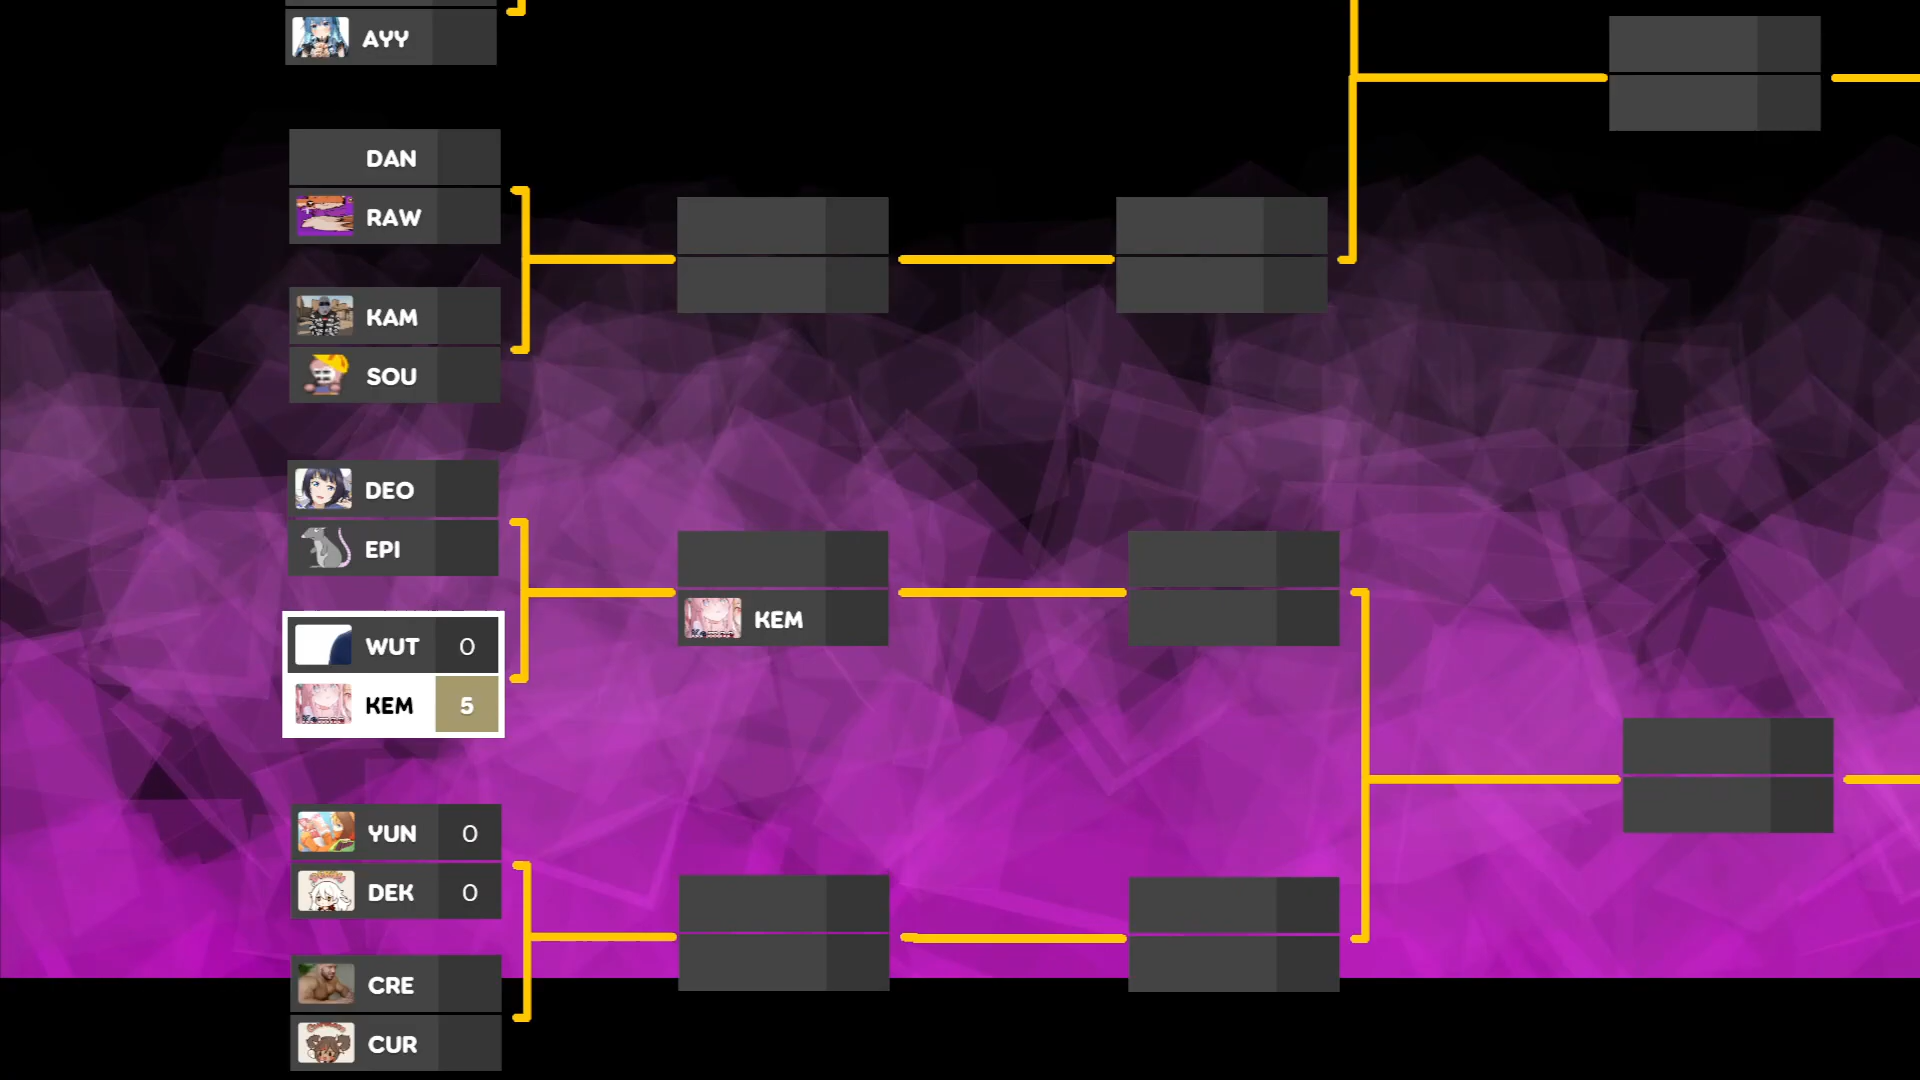 AYY
DAN
RAW
KAM
SOU
DEO
EPI
WUT 0
KEM 5
KEM
YUN 0
DEK 0
CRE
CUR